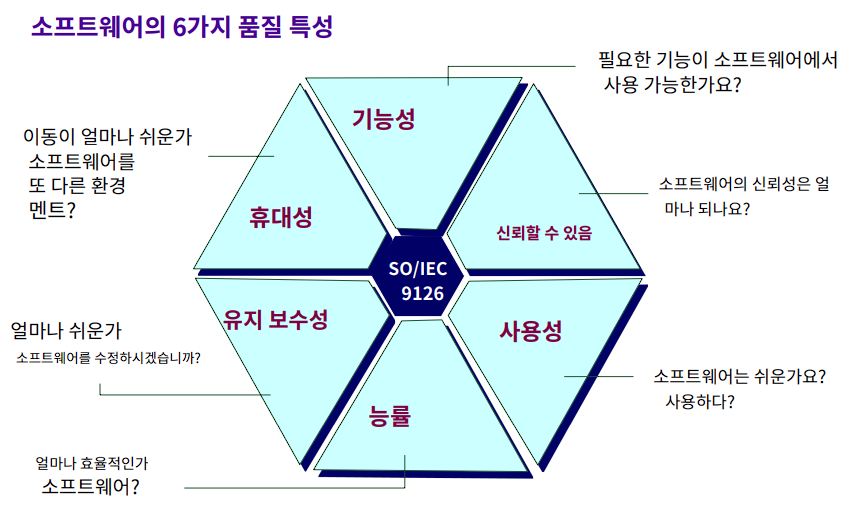 소프트웨어의 6가지 품질 특성
필요한 기능이 소프트웨어에서
사용 가능한가요?
기능성
이동이 얼마나 쉬운가
소프트웨어를
또 다른 환경
멘트?
휴대성
소프트웨어의 신뢰성은 얼
마나 되나요?
신뢰할 수 있음
SO/IEC
9126
유지 보수성
얼마나 쉬운가
소프트웨어를 수정하시겠습니까?
사용성
소프트웨어는 쉬운가요?
사용하다?
능률
얼마나 효율적인가
소프트웨어?